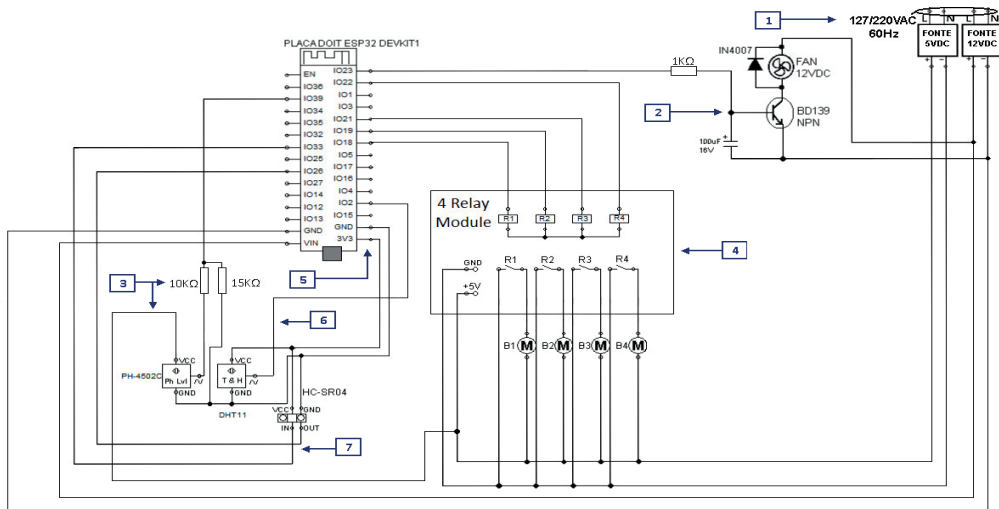 1
127/220VAC
60Hz
L N
L N
FONTE
5VDC
FONTE
12VDC
+ -
+ -
PLACA DOIT ESP32 DEVKIT1
EN
IO36
IO39
IO34
IO35
IO32
IO33
IO25
IO26
IO27
IO14
IO12
IO13
GND
VIN
IO23
IO22
IO1
IO3
IO21
IO19
IO18
IO5
IO17
IO16
IO4
IO2
IO15
GND
3V3
1KΩ
IN4007
FAN
12VDC
2
BD139
NPN
+
100uF
16V
4 Relay
Module
R1
R2
R3
R4
4
GND
+5V
R1
R2
R3
R4
5
3
10KΩ
15KΩ
6
B1
M
B2
M
B3
M
B4
M
VCC
PH-4502C
Ph Lvl
GND
VCC
T & H
GND
DHT11
HC-SR04
VCC
GND
IN
OUT
7